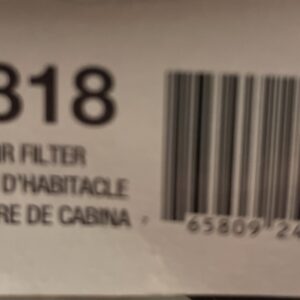 818
IR FILTER
D'HABITACLE
RE DE CABINA
65809 24